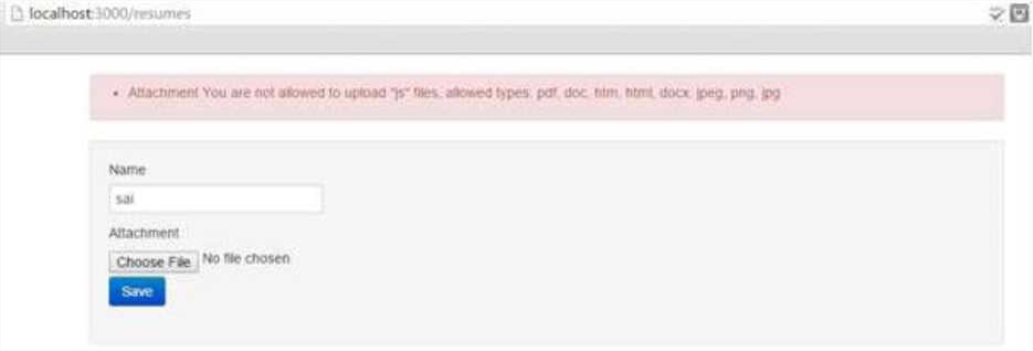 localhost:3000/resumes
• Attachment You are not allowed to upload "js" files, allowed types: pdf, doc, htm, html, docx, jpeg, png, jpg
Name
sai
Attachment
Choose File No file chosen
Save